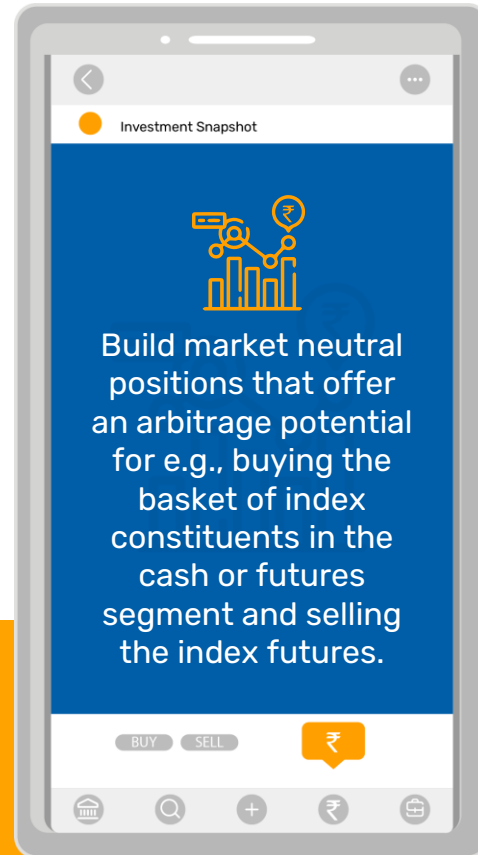 Investment Snapshot
₹
Build market neutral
positions that offer
an arbitrage potential
for e.g., buying the
basket of index
constituents in the
cash or futures
segment and selling
the index futures.
BUY SELL ₹
₹